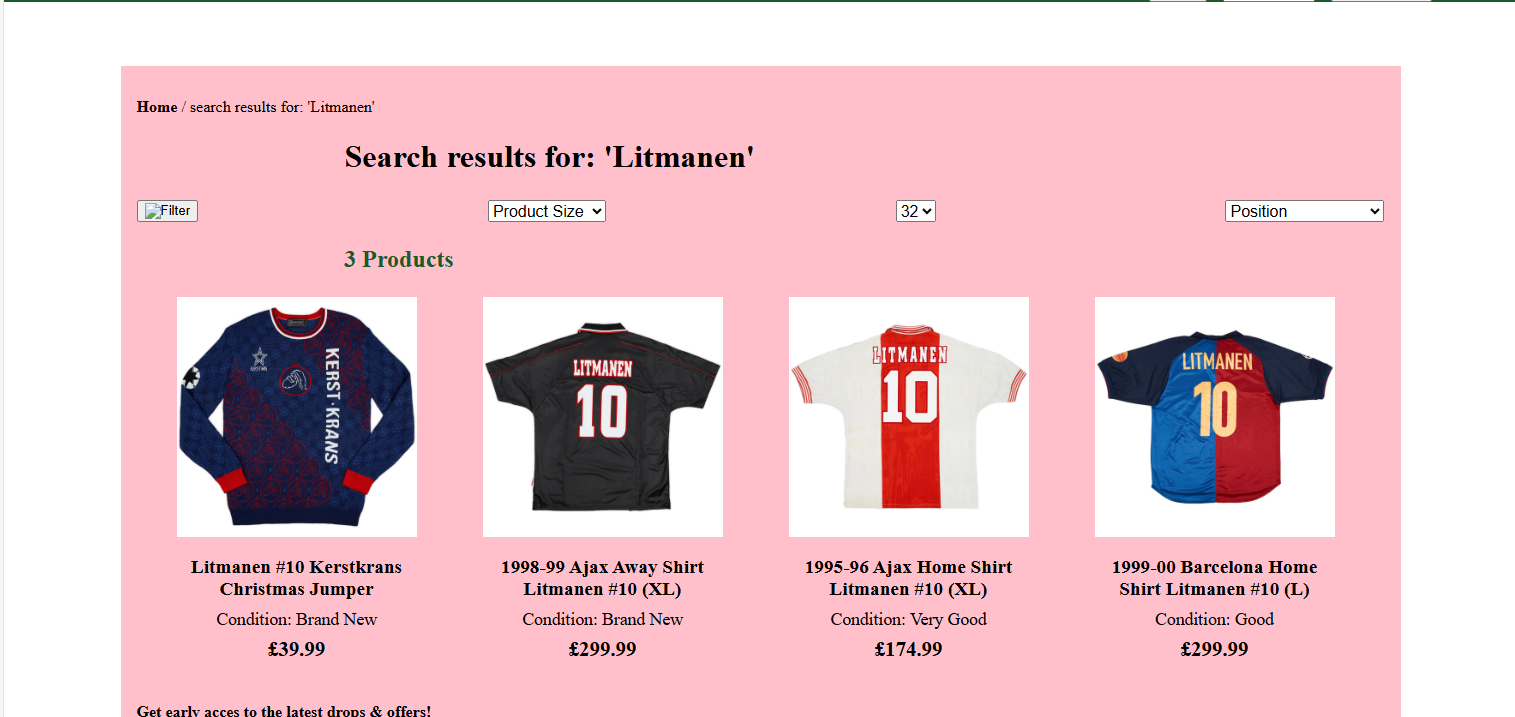 Home / search results for: 'Litmanen'
Search results for: 'Litmanen'
Filter
Product Size
32
Position
3 Products
KERST·KRANS
LITMANEN
10
LITMANEN
10
LITMANEN
10
Litmanen #10 Kerstkrans
Christmas Jumper
Condition: Brand New
£39.99
1998-99 Ajax Away Shirt
Litmanen #10 (XL)
Condition: Brand New
£299.99
1995-96 Ajax Home Shirt
Litmanen #10 (XL)
Condition: Very Good
£174.99
1999-00 Barcelona Home
Shirt Litmanen #10 (L)
Condition: Good
£299.99
Get early acces to the latest drops & offers!